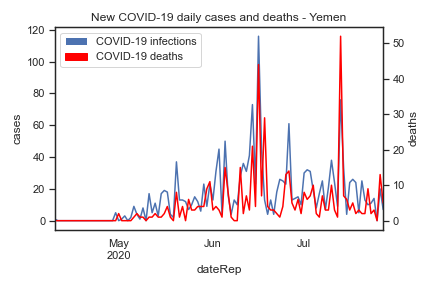 New COVID-19 daily cases and deaths - Yemen
COVID-19 infections
COVID-19 deaths
120
100
80
60
40
20
0
cases
50
40
30
20
10
0
deaths
May
2020
Jun
Jul
dateRep